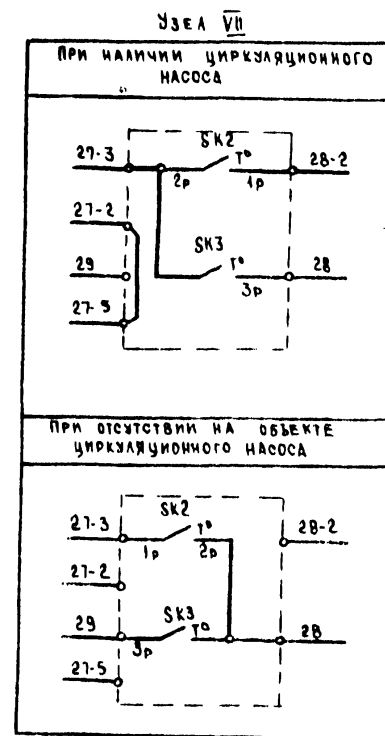 Узел VII
При наличии циркуляционного
насоса
SK2
27-3
T°
28-2
2р
1р
27-2
SK3
29
T°
28
3р
27-5
При отсутствии на объекте
циркуляционного насоса
SK2
27-3
T°
28-2
1р
2р
27-2
SK3
29
T°
28
3р
27-5